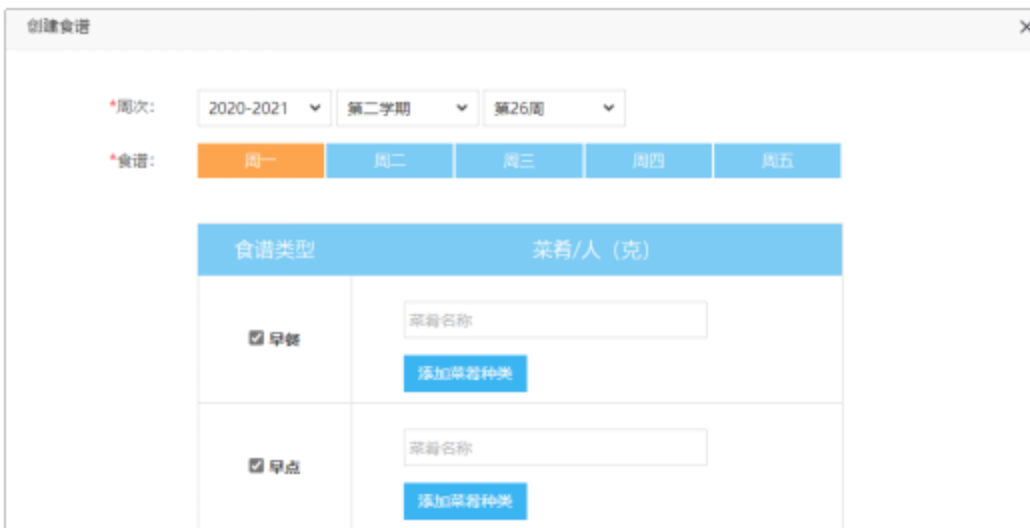 创建食谱
*周次: 2020-2021 第二学期 第26周
*食谱: 周一 周二 周三 周四 周五
食谱类型 菜肴/人（克）
早餐 菜肴名称
添加菜肴种类
早点 菜肴名称
添加菜肴种类